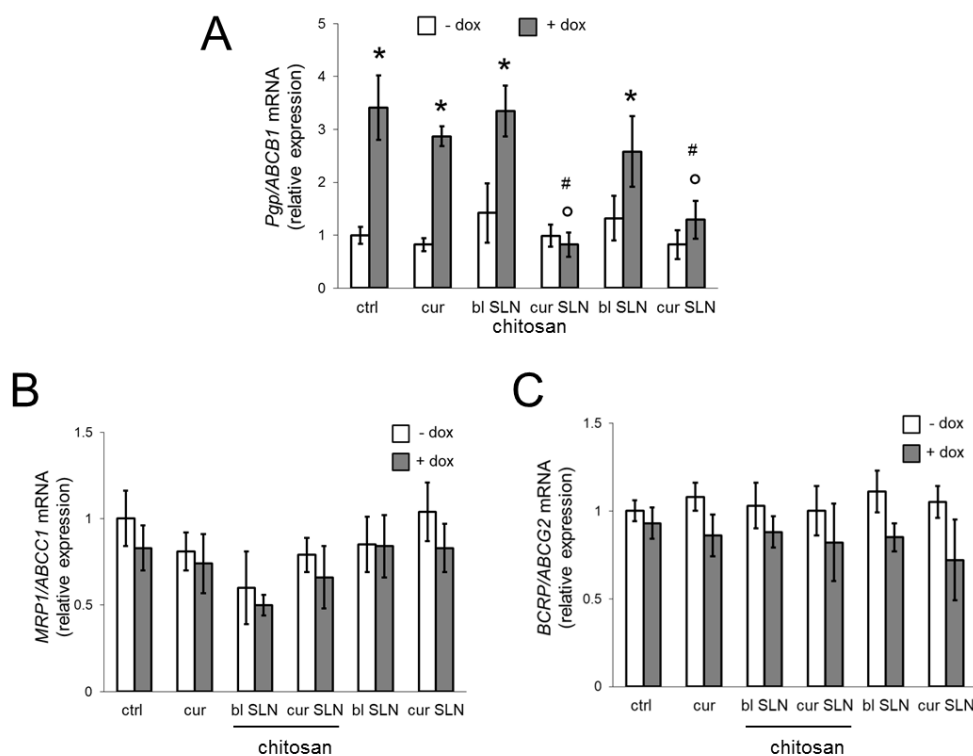 A
- dox + dox
Pgp/ABCB1 mRNA
(relative expression)
5
4
3
2
1
0
* * * # ° * # °
ctrl cur bl SLN cur SLN bl SLN cur SLN
chitosan
B
- dox
+ dox
MRP1/ABCC1 mRNA
(relative expression)
1.5
1
0.5
0
ctrl cur bl SLN cur SLN bl SLN cur SLN
chitosan
C
- dox
+ dox
BCRP/ABCG2 mRNA
(relative expression)
1.5
1
0.5
0
ctrl cur bl SLN cur SLN bl SLN cur SLN
chitosan